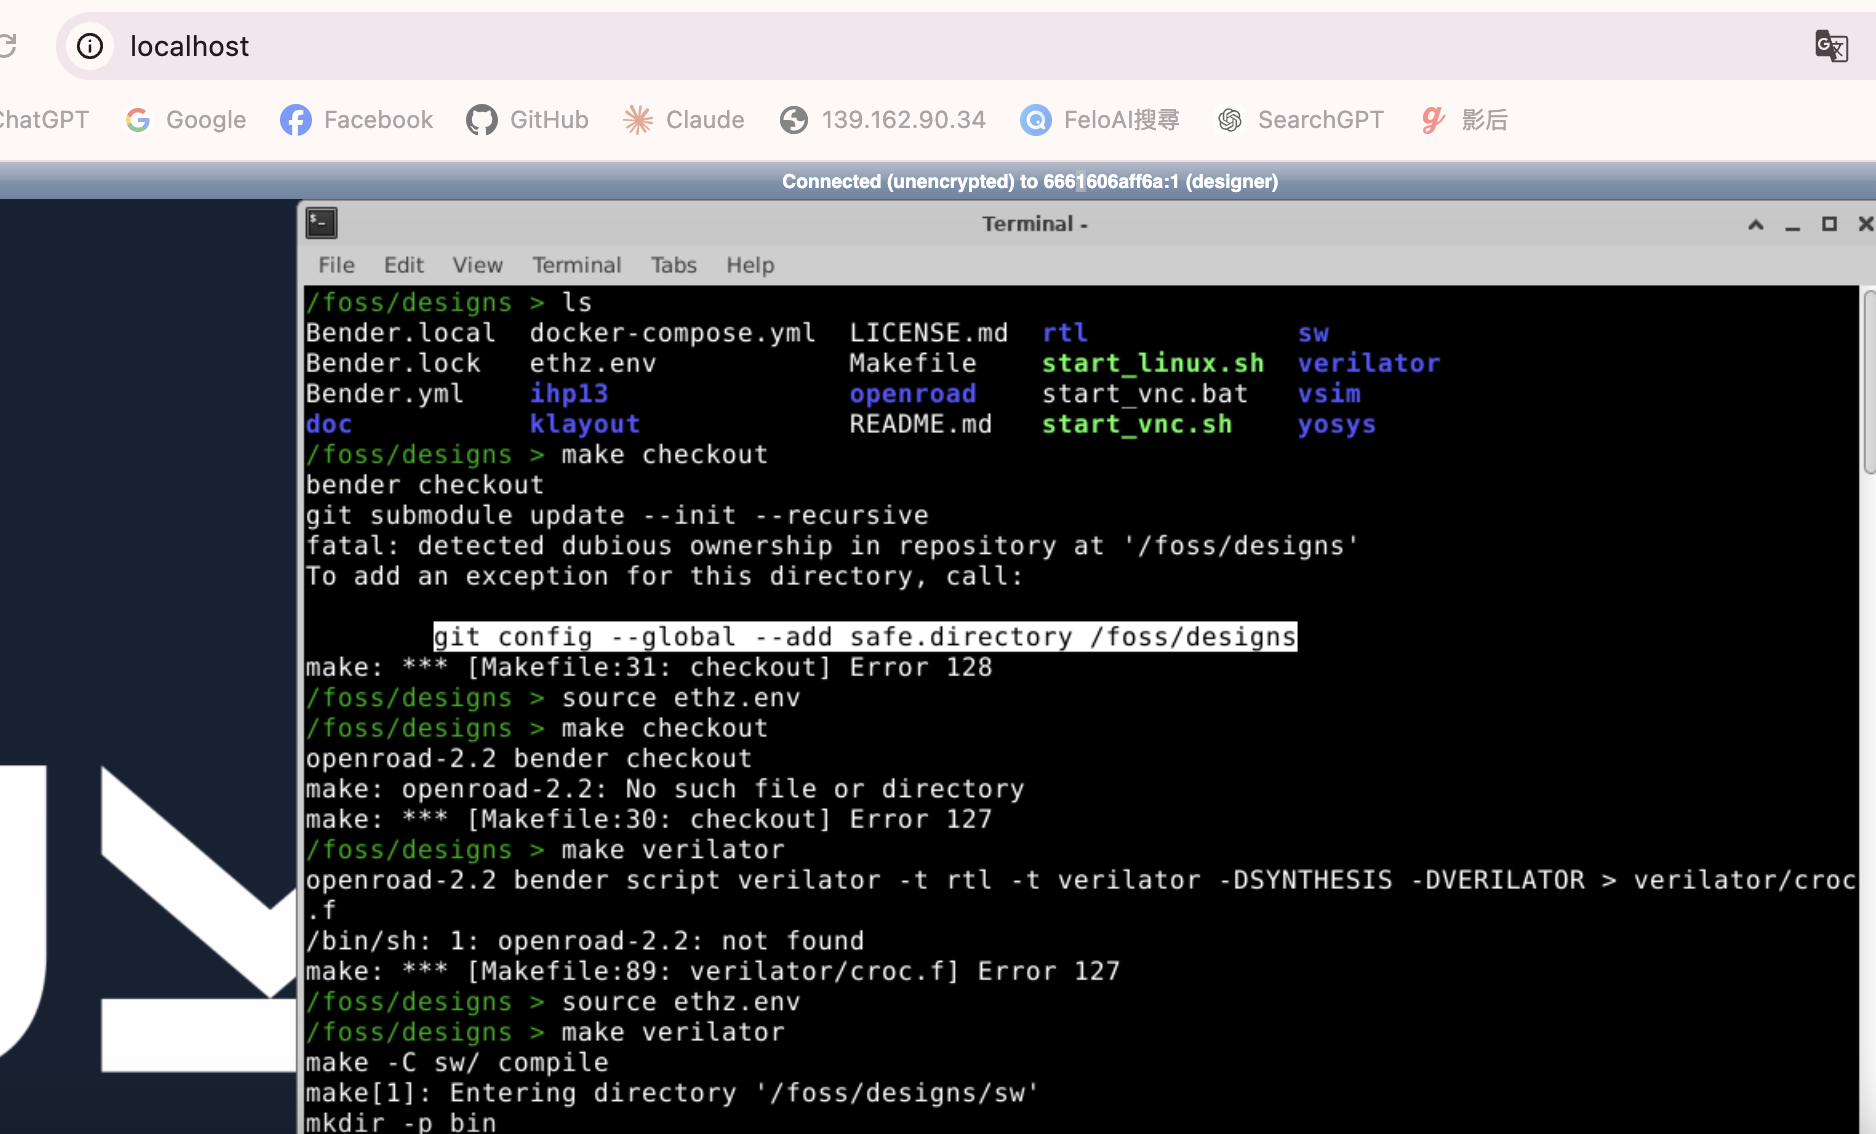 localhost
ChatGPT Google Facebook GitHub Claude 139.162.90.34 FeloAI搜尋 SearchGPT 影后
Connected (unencrypted) to 6661606aff6a:1 (designer)
Terminal -
File Edit View Terminal Tabs Help
/foss/designs > ls
Bender.local docker-compose.yml LICENSE.md rtl sw
Bender.lock ethz.env Makefile start_linux.sh verilator
Bender.yml ihp13 openroad start_vnc.bat vsim
doc klayout README.md start_vnc.sh yosys
/foss/designs > make checkout
bender checkout
git submodule update --init --recursive
fatal: detected dubious ownership in repository at '/foss/designs'
To add an exception for this directory, call:
git config --global --add safe.directory /foss/designs
make: *** [Makefile:31: checkout] Error 128
/foss/designs > source ethz.env
/foss/designs > make checkout
openroad-2.2 bender checkout
make: openroad-2.2: No such file or directory
make: *** [Makefile:30: checkout] Error 127
/foss/designs > make verilator
openroad-2.2 bender script verilator -t rtl -t verilator -DSYNTHESIS -DVERILATOR > verilator/croc
.f
/bin/sh: 1: openroad-2.2: not found
make: *** [Makefile:89: verilator/croc.f] Error 127
/foss/designs > source ethz.env
/foss/designs > make verilator
make -C sw/ compile
make[1]: Entering directory '/foss/designs/sw'
mkdir -p bin